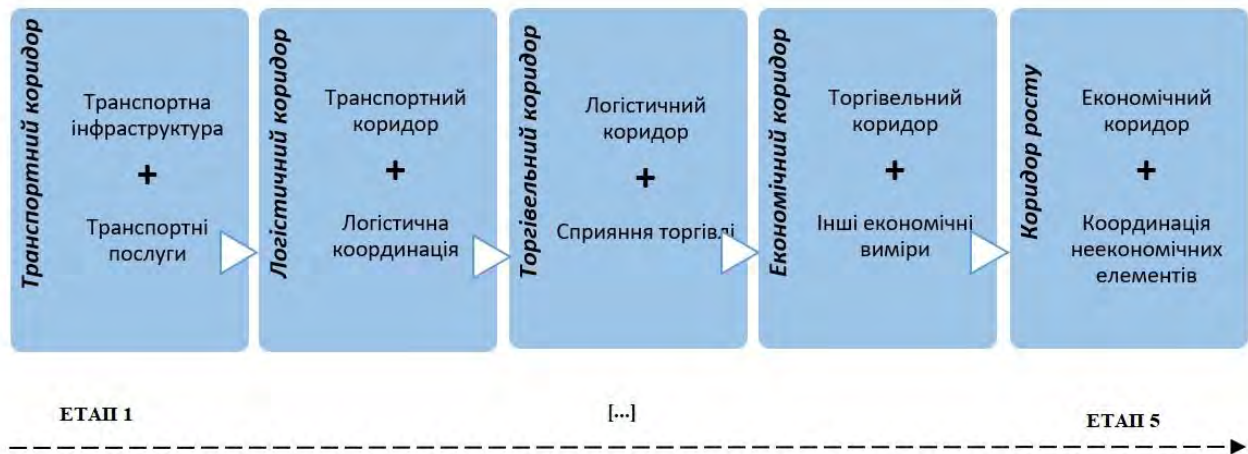 Транспортний коридор
Транспортна
інфраструктура
+
Транспортні
послуги
Логістичний коридор
Транспортний
коридор
+
Логістична
координація
Торгівельний коридор
Логістичний
коридор
+
Сприяння торгівлі
Економічний коридор
Торгівельний
коридор
+
Інші економічні
виміри
Коридор росту
Економічний
коридор
+
Координація
неекономічних
елементів
ЕТАП 1
[...]
ЕТАП 5